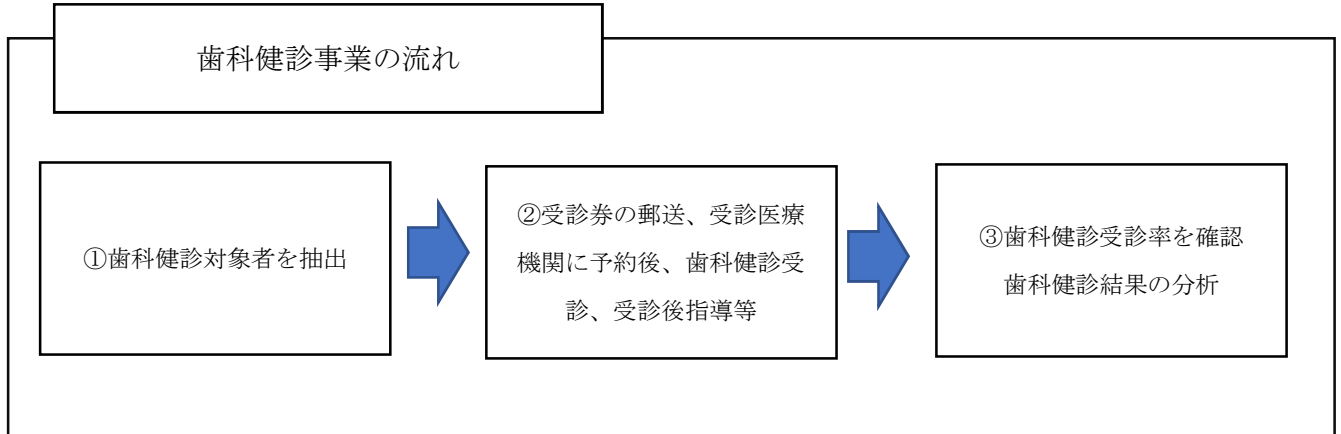 歯科健診事業の流れ
①歯科健診対象者を抽出
②受診券の郵送、受診医療
機関に予約後、歯科健診受
診、受診後指導等
③歯科健診受診率を確認
歯科健診結果の分析